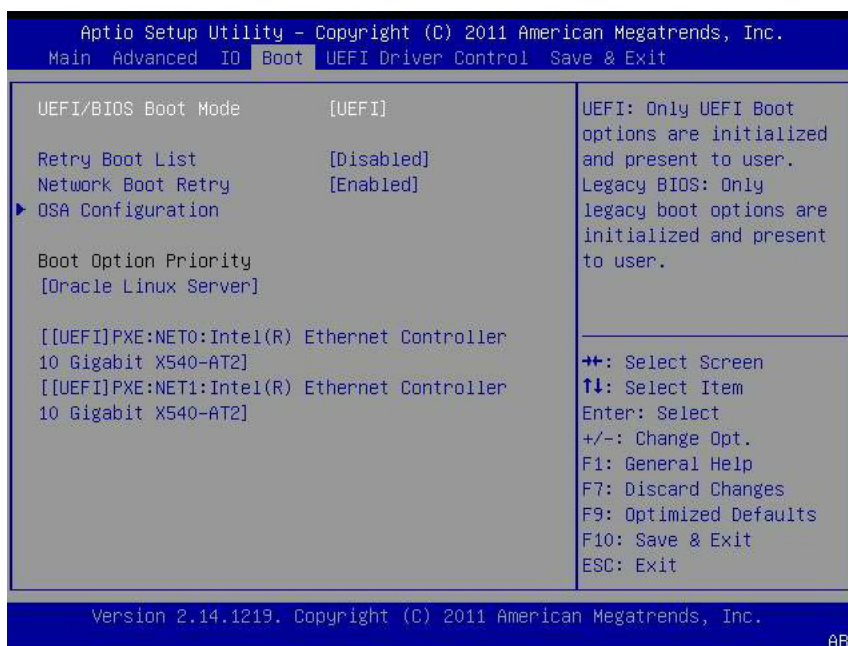 Aptio Setup Utility – Copyright (C) 2011 American Megatrends, Inc.
Main Advanced IO Boot UEFI Driver Control Save & Exit
UEFI/BIOS Boot Mode [UEFI]
Retry Boot List [Disabled]
Network Boot Retry [Enabled]
OSA Configuration
Boot Option Priority
[Oracle Linux Server]
[[UEFI]PXE:NET0:Intel(R) Ethernet Controller
10 Gigabit X540-AT2]
[[UEFI]PXE:NET1:Intel(R) Ethernet Controller
10 Gigabit X540-AT2]
UEFI: Only UEFI Boot
options are initialized
and present to user.
Legacy BIOS: Only
legacy boot options are
initialized and present
to user.
→←: Select Screen
↑↓: Select Item
Enter: Select
+/-: Change Opt.
F1: General Help
F7: Discard Changes
F9: Optimized Defaults
F10: Save & Exit
ESC: Exit
Version 2.14.1219. Copyright (C) 2011 American Megatrends, Inc.
AB